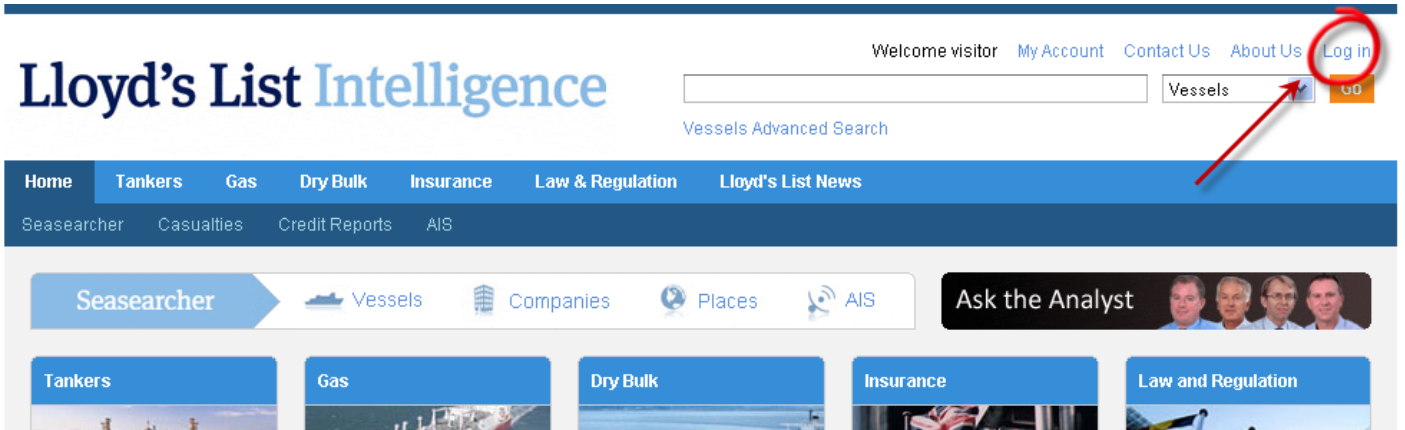 Welcome visitor My Account Contact Us About Us Log in
Lloyd's List Intelligence
Vessels Go
Vessels Advanced Search
Home Tankers Gas Dry Bulk Insurance Law & Regulation Lloyd's List News
Seasearcher Casualties Credit Reports AIS
Seasearcher Vessels Companies Places AIS Ask the Analyst
Tankers Gas Dry Bulk Insurance Law and Regulation